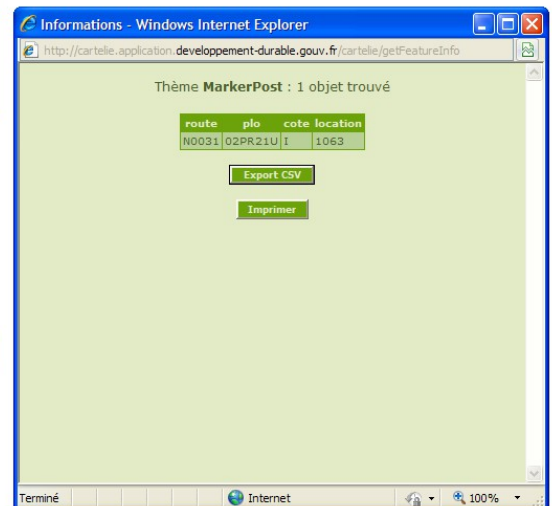 Informations - Windows Internet Explorer
http://cartelie.application.developpement-durable.gouv.fr/cartelie/getFeatureInfo
Thème MarkerPost : 1 objet trouvé
route plo cote location
N0031 02PR21U I 1063
Export CSV
Imprimer
Terminé Internet 100%